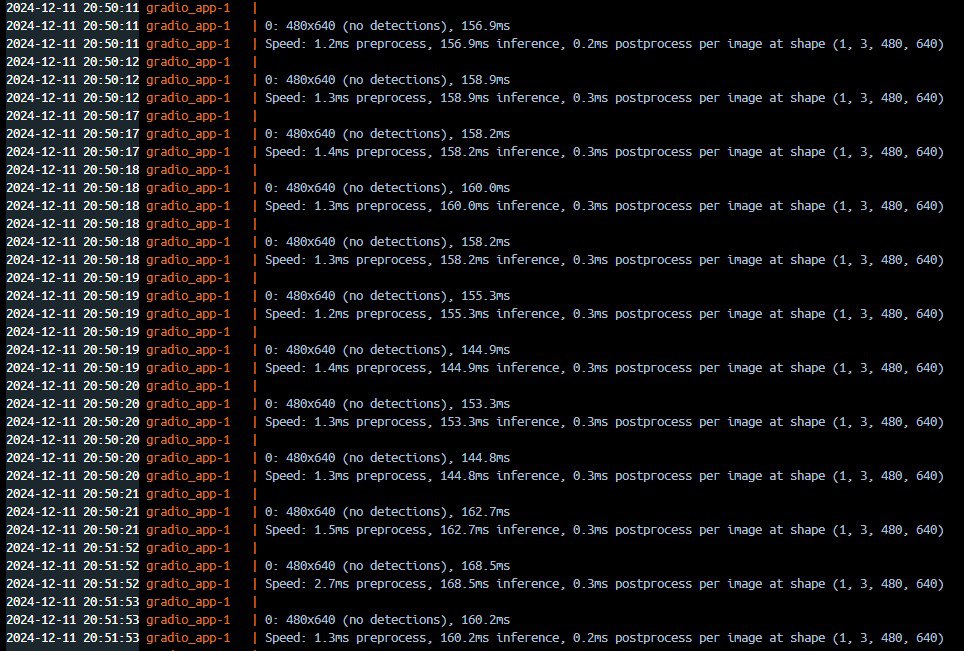 2024-12-11 20:50:11 gradio_app-1 |
2024-12-11 20:50:11 gradio_app-1 | 0: 480x640 (no detections), 156.9ms
2024-12-11 20:50:11 gradio_app-1 | Speed: 1.2ms preprocess, 156.9ms inference, 0.2ms postprocess per image at shape (1, 3, 480, 640)
2024-12-11 20:50:12 gradio_app-1 |
2024-12-11 20:50:12 gradio_app-1 | 0: 480x640 (no detections), 158.9ms
2024-12-11 20:50:12 gradio_app-1 | Speed: 1.3ms preprocess, 158.9ms inference, 0.3ms postprocess per image at shape (1, 3, 480, 640)
2024-12-11 20:50:17 gradio_app-1 |
2024-12-11 20:50:17 gradio_app-1 | 0: 480x640 (no detections), 158.2ms
2024-12-11 20:50:17 gradio_app-1 | Speed: 1.4ms preprocess, 158.2ms inference, 0.3ms postprocess per image at shape (1, 3, 480, 640)
2024-12-11 20:50:18 gradio_app-1 |
2024-12-11 20:50:18 gradio_app-1 | 0: 480x640 (no detections), 160.0ms
2024-12-11 20:50:18 gradio_app-1 | Speed: 1.3ms preprocess, 160.0ms inference, 0.3ms postprocess per image at shape (1, 3, 480, 640)
2024-12-11 20:50:18 gradio_app-1 |
2024-12-11 20:50:18 gradio_app-1 | 0: 480x640 (no detections), 158.2ms
2024-12-11 20:50:18 gradio_app-1 | Speed: 1.3ms preprocess, 158.2ms inference, 0.3ms postprocess per image at shape (1, 3, 480, 640)
2024-12-11 20:50:19 gradio_app-1 |
2024-12-11 20:50:19 gradio_app-1 | 0: 480x640 (no detections), 155.3ms
2024-12-11 20:50:19 gradio_app-1 | Speed: 1.2ms preprocess, 155.3ms inference, 0.3ms postprocess per image at shape (1, 3, 480, 640)
2024-12-11 20:50:19 gradio_app-1 |
2024-12-11 20:50:19 gradio_app-1 | 0: 480x640 (no detections), 144.9ms
2024-12-11 20:50:19 gradio_app-1 | Speed: 1.4ms preprocess, 144.9ms inference, 0.3ms postprocess per image at shape (1, 3, 480, 640)
2024-12-11 20:50:20 gradio_app-1 |
2024-12-11 20:50:20 gradio_app-1 | 0: 480x640 (no detections), 153.3ms
2024-12-11 20:50:20 gradio_app-1 | Speed: 1.3ms preprocess, 153.3ms inference, 0.3ms postprocess per image at shape (1, 3, 480, 640)
2024-12-11 20:50:20 gradio_app-1 |
2024-12-11 20:50:20 gradio_app-1 | 0: 480x640 (no detections), 144.8ms
2024-12-11 20:50:20 gradio_app-1 | Speed: 1.3ms preprocess, 144.8ms inference, 0.3ms postprocess per image at shape (1, 3, 480, 640)
2024-12-11 20:50:21 gradio_app-1 |
2024-12-11 20:50:21 gradio_app-1 | 0: 480x640 (no detections), 162.7ms
2024-12-11 20:50:21 gradio_app-1 | Speed: 1.5ms preprocess, 162.7ms inference, 0.3ms postprocess per image at shape (1, 3, 480, 640)
2024-12-11 20:51:52 gradio_app-1 |
2024-12-11 20:51:52 gradio_app-1 | 0: 480x640 (no detections), 168.5ms
2024-12-11 20:51:52 gradio_app-1 | Speed: 2.7ms preprocess, 168.5ms inference, 0.3ms postprocess per image at shape (1, 3, 480, 640)
2024-12-11 20:51:53 gradio_app-1 |
2024-12-11 20:51:53 gradio_app-1 | 0: 480x640 (no detections), 160.2ms
2024-12-11 20:51:53 gradio_app-1 | Speed: 1.3ms preprocess, 160.2ms inference, 0.2ms postprocess per image at shape (1, 3, 480, 640)